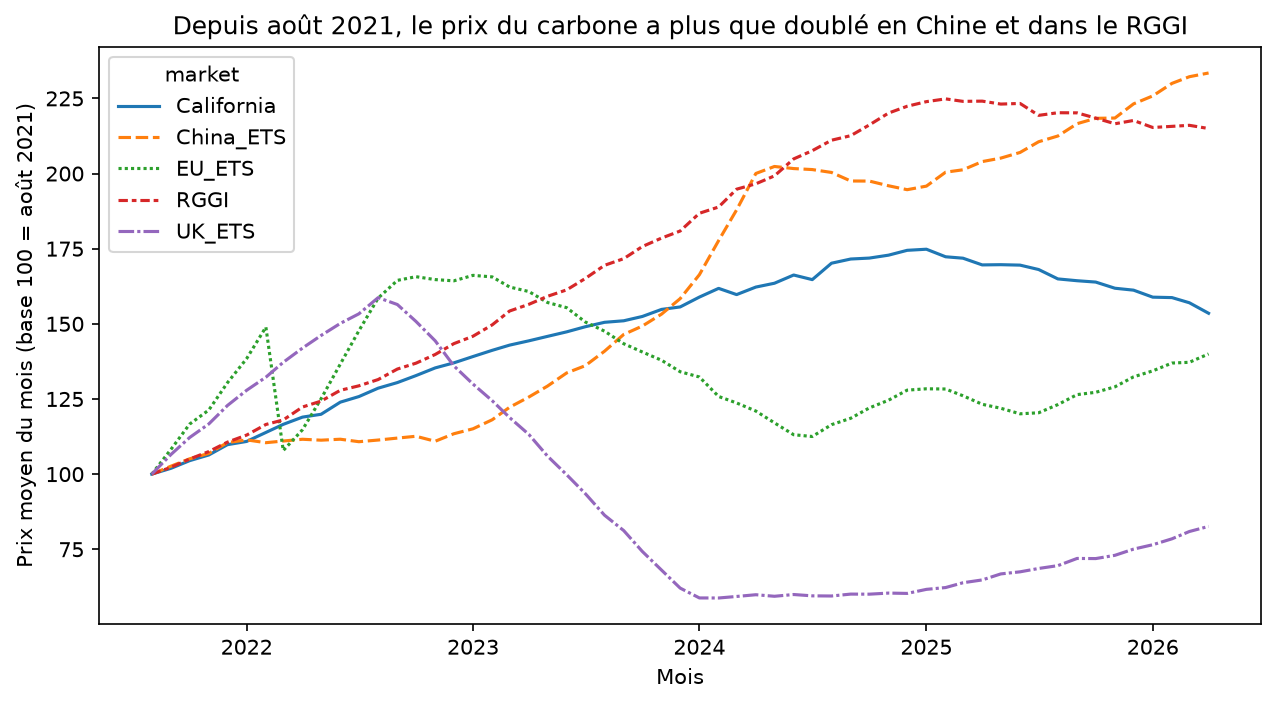 Depuis août 2021, le prix du carbone a plus que doublé en Chine et dans le RGGI
market
California
China_ETS
EU_ETS
RGGI
UK_ETS
Prix moyen du mois (base 100 = août 2021)
225
200
175
150
125
100
75
2022
2023
2024
2025
2026
Mois